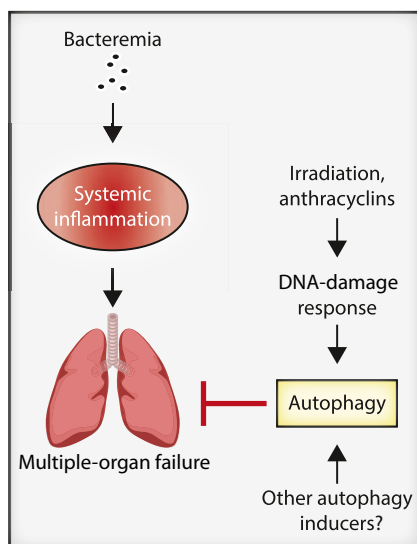 Bacteremia
Systemic
inflammation
Multiple-organ failure
Irradiation,
anthracyclins
DNA-damage
response
Autophagy
Other autophagy
inducers?